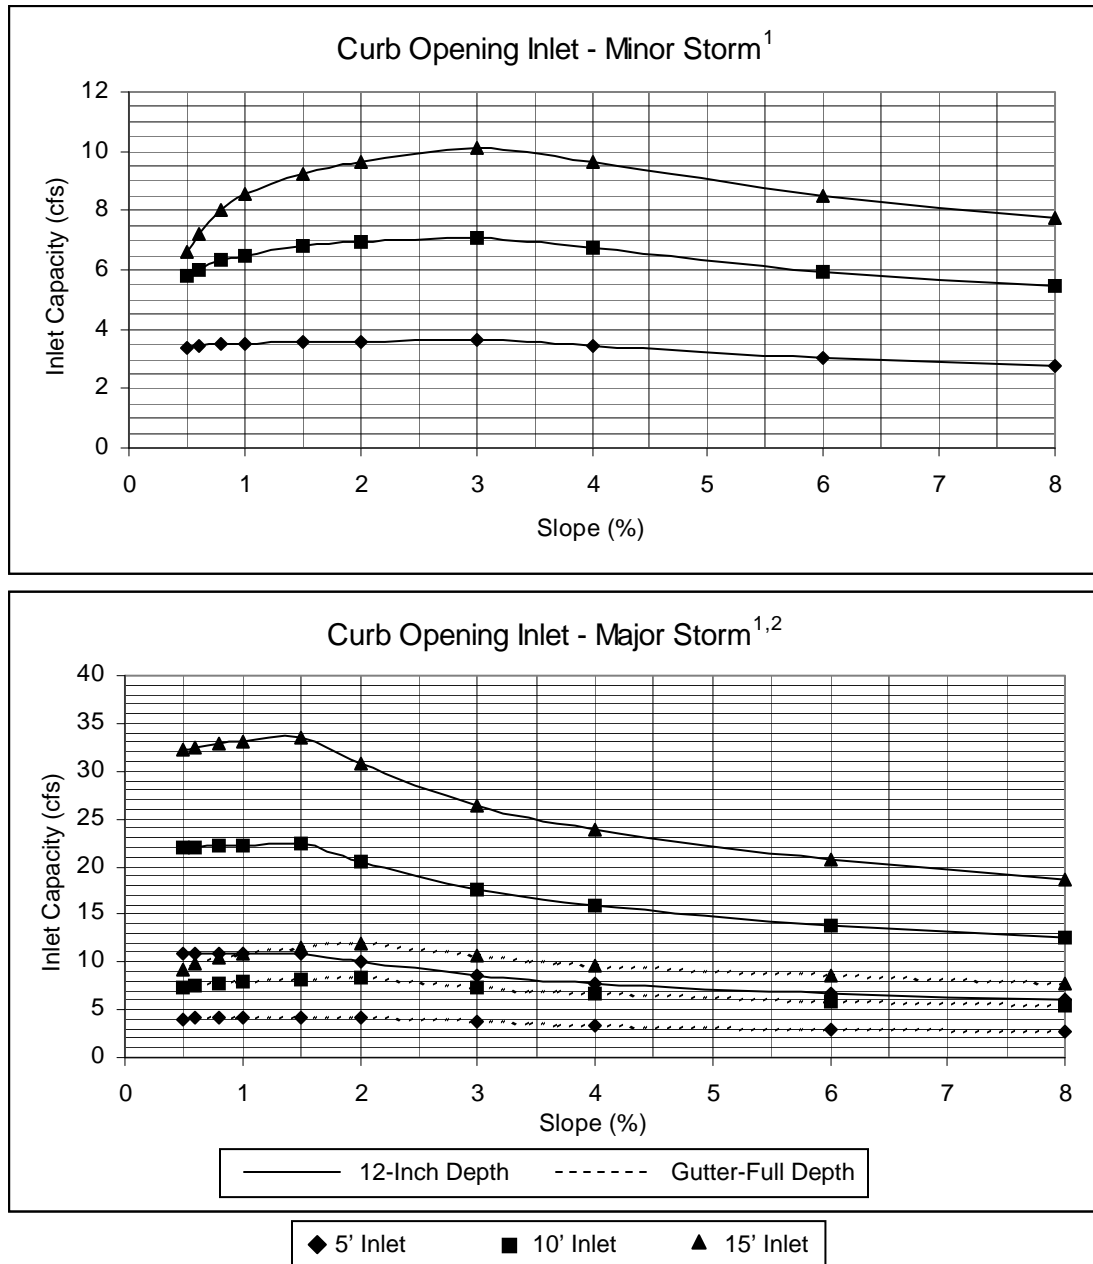 Curb Opening Inlet - Minor Storm1
12
10
8
6
4
2
0
Inlet Capacity (cfs)
0 1 2 3 4 5 6 7 8
Slope (%)
Curb Opening Inlet - Major Storm1,2
40
35
30
25
20
15
10
5
0
Inlet Capacity (cfs)
0 1 2 3 4 5 6 7 8
Slope (%)
12-Inch Depth Gutter-Full Depth
5' Inlet 10' Inlet 15' Inlet